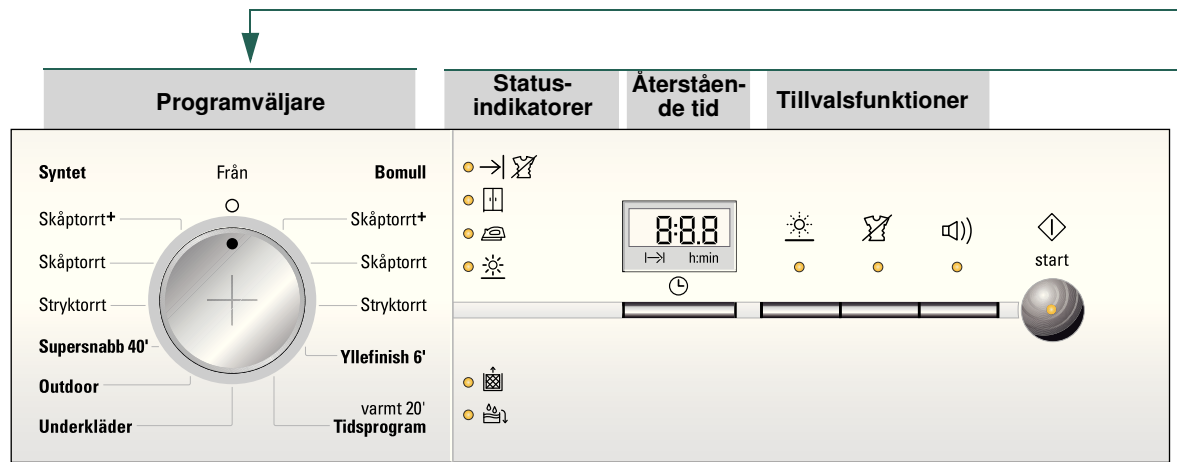 Programväljare
Status-
indikatorer
Återståen-
de tid
Tillvalsfunktioner
Syntet
Från
Bomull
Skåptorrt+
Skåptorrt+
Skåptorrt
Skåptorrt
Stryktorrt
Stryktorrt
Supersnabb 40'
Yllefinish 6'
Outdoor
varmt 20'
Underkläder
Tidsprogram
8:8.8
h:min
start